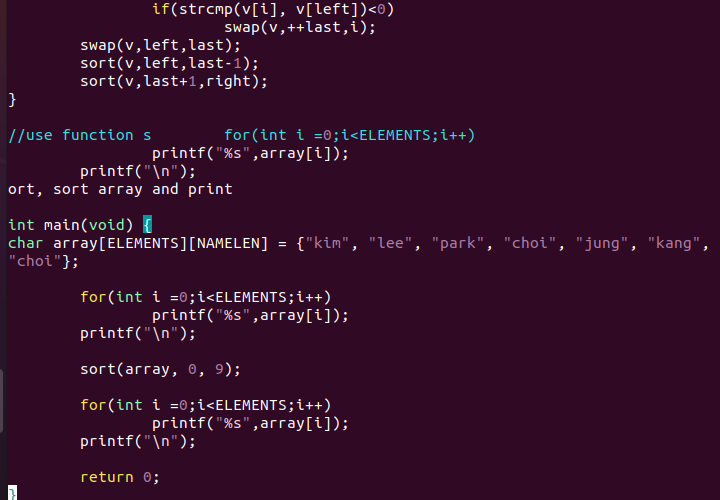 if(strcmp(v[i], v[left])<0)
                        swap(v,++last,i);
        swap(v,left,last);
        sort(v,left,last-1);
        sort(v,last+1,right);
}

//use function s        for(int i =0;i<ELEMENTS;i++)
                printf("%s",array[i]);
        printf("\n");
ort, sort array and print

int main(void) {
char array[ELEMENTS][NAMELEN] = {"kim", "lee", "park", "choi", "jung", "kang",
"choi"};

        for(int i =0;i<ELEMENTS;i++)
                printf("%s",array[i]);
        printf("\n");

        sort(array, 0, 9);

        for(int i =0;i<ELEMENTS;i++)
                printf("%s",array[i]);
        printf("\n");

        return 0;
}